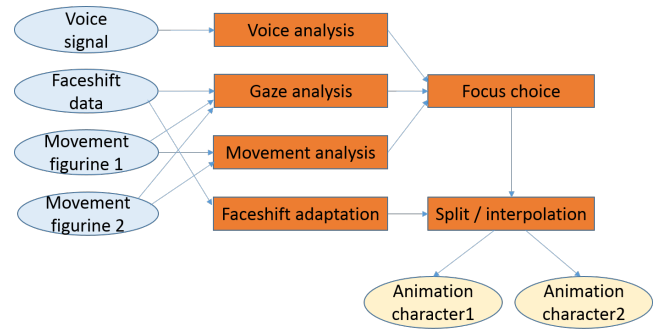 Voice
signal
Voice analysis
Faceshift
data
Gaze analysis
Focus choice
Movement
figurine 1
Movement analysis
Movement
figurine 2
Faceshift adaptation
Split / interpolation
Animation
character1
Animation
character2